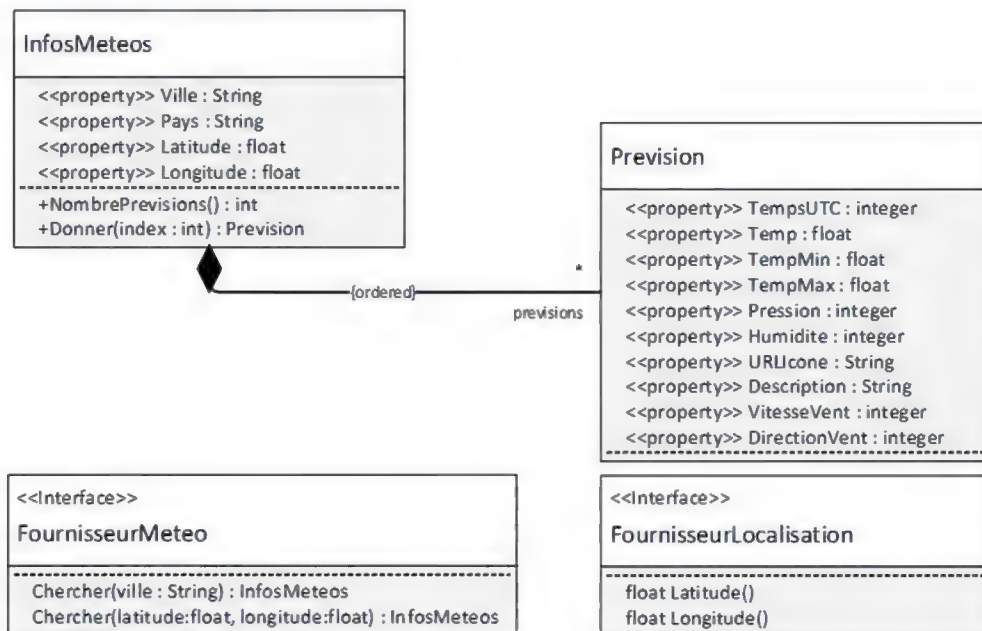 InfosMeteos
<<property>> Ville : String
<<property>> Pays : String
<<property>> Latitude : float
<<property>> Longitude : float
+NombrePrevisions() : int
+Donner(index : int) : Prevision
{ordered}
*
previsions
Prevision
<<property>> TempsUTC : integer
<<property>> Temp : float
<<property>> TempMin : float
<<property>> TempMax : float
<<property>> Pression : integer
<<property>> Humidite : integer
<<property>> URLIcone : String
<<property>> Description : String
<<property>> VitesseVent : integer
<<property>> DirectionVent : integer
<<Interface>>
FournisseurMeteo
Chercher(ville : String) : InfosMeteos
Chercher(latitude:float, longitude:float) : InfosMeteos
<<Interface>>
FournisseurLocalisation
float Latitude()
float Longitude()